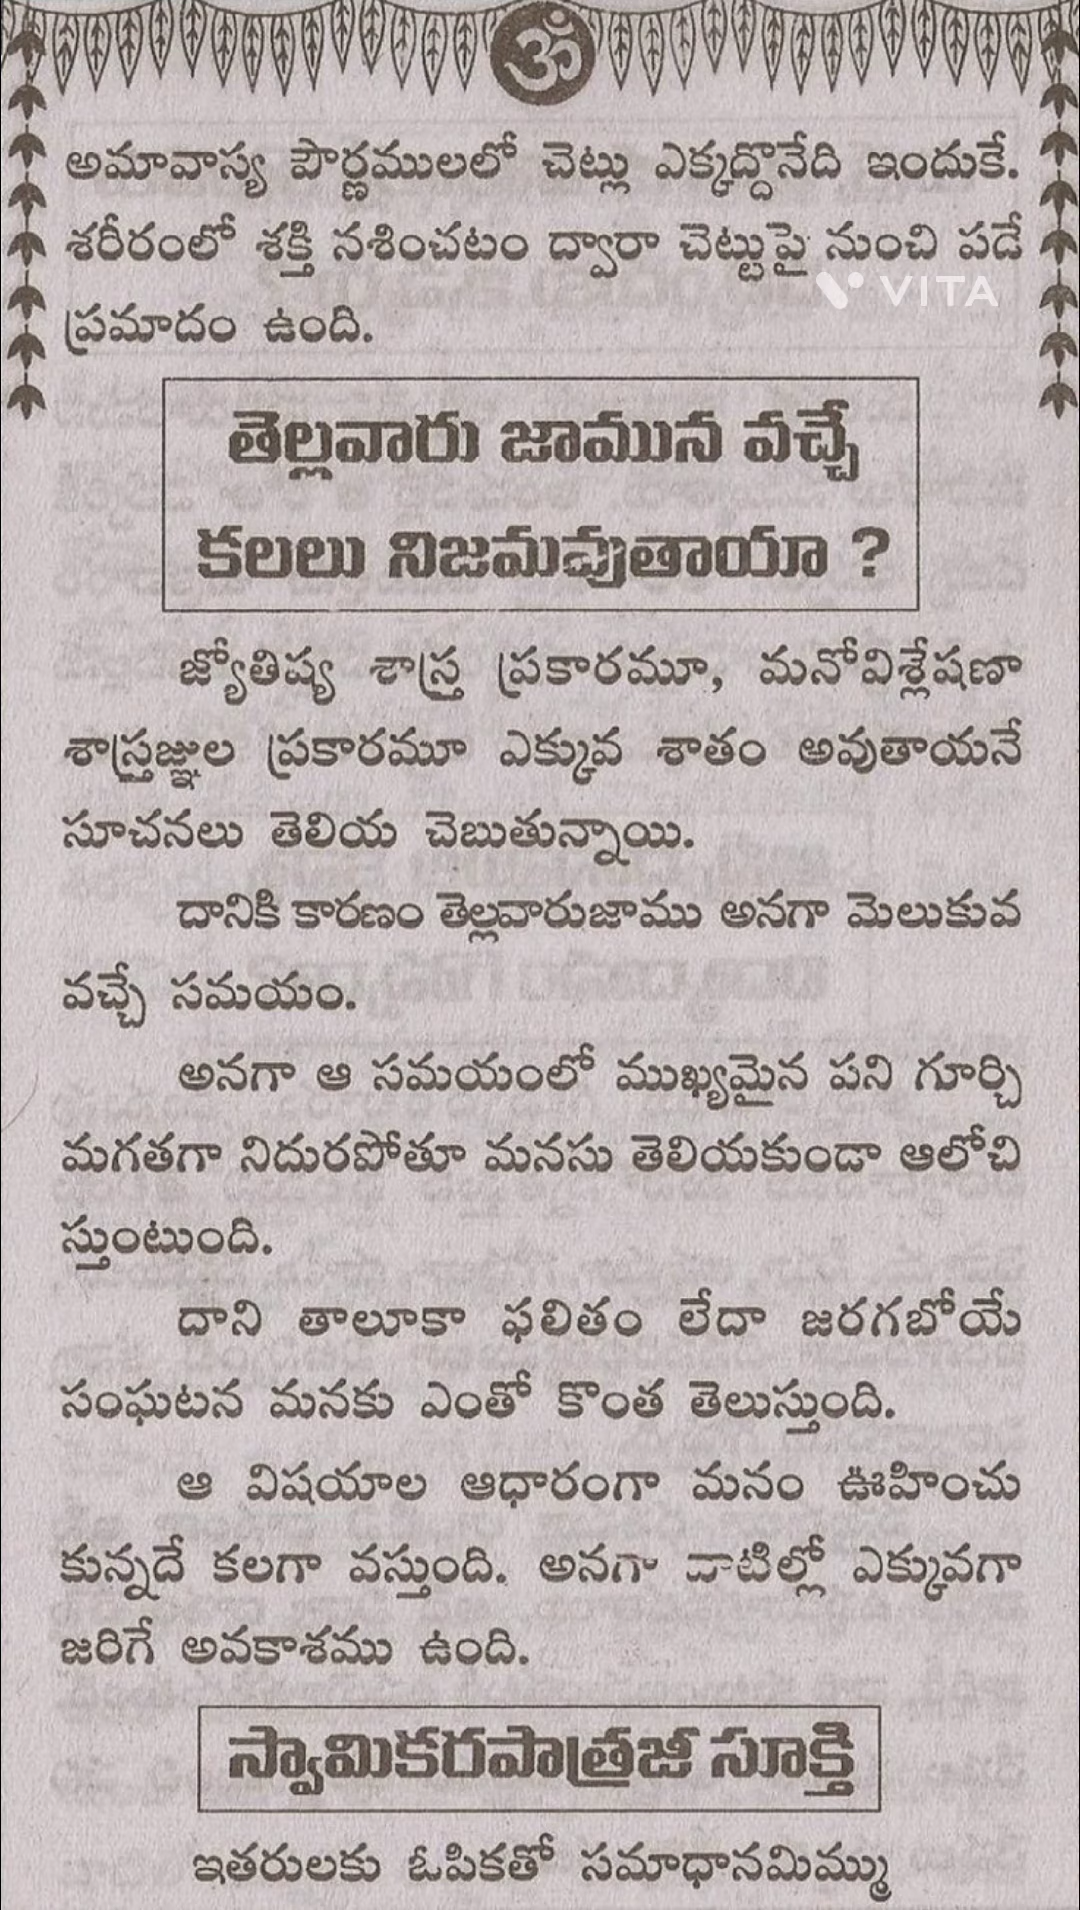 ॐ
అమావాస్య పౌర్ణములలో చెట్లు ఎక్కద్దొనేది ఇందుకే.
శరీరంలో శక్తి నశించటం ద్వారా చెట్టుపై నుంచి పడే
VITA
ప్రమాదం ఉంది.
తెల్లవారు జామున వచ్చే
కలలు నిజమవుతాయా ?
జ్యోతిష్య శాస్త్ర ప్రకారమూ, మనోవిశ్లేషణా
శాస్త్రజ్ఞుల ప్రకారమూ ఎక్కువ శాతం అవుతాయనే
సూచనలు తెలియ చెబుతున్నాయి.
దానికి కారణం తెల్లవారుజాము అనగా మెలుకువ
వచ్చే సమయం.
అనగా ఆ సమయంలో ముఖ్యమైన పని గూర్చి
మగతగా నిదురపోతూ మనసు తెలియకుండా ఆలోచి
స్తుంటుంది.
దాని తాలూకా ఫలితం లేదా జరగబోయే
సంఘటన మనకు ఎంతో కొంత తెలుస్తుంది.
ఆ విషయాల ఆధారంగా మనం ఊహించు
కున్నదే కలగా వస్తుంది. అనగా వాటిల్లో ఎక్కువగా
జరిగే అవకాశము ఉంది.
స్వామికరపాత్రజీ సూక్తి
ఇతరులకు ఓపికతో సమాధానమిమ్ము